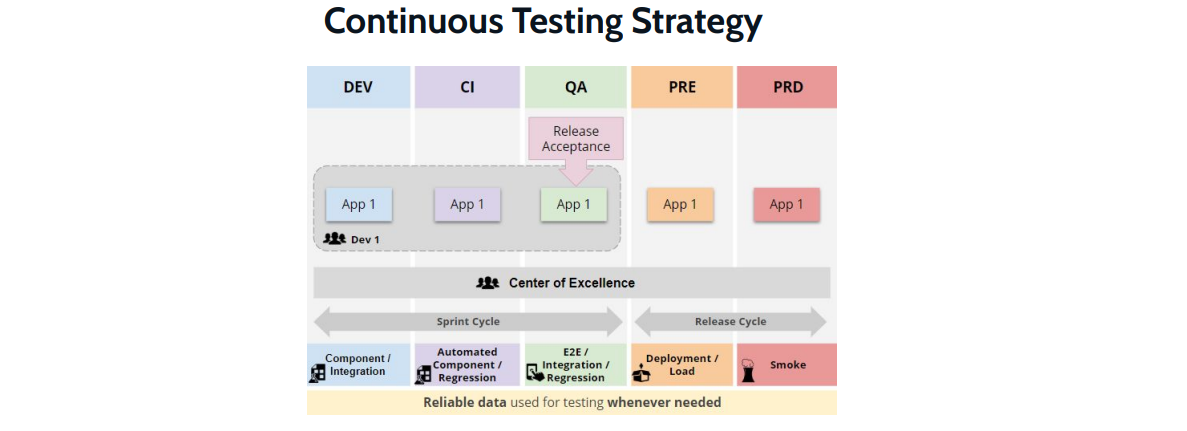 Continuous Testing Strategy
DEV
CI
QA
PRE
PRD
Release
Acceptance
App 1
App 1
App 1
App 1
App 1
Dev 1
Center of Excellence
Sprint Cycle
Release Cycle
Component /
Integration
Automated
Component /
Regression
E2E /
Integration /
Regression
Deployment /
Load
Smoke
Reliable data used for testing whenever needed